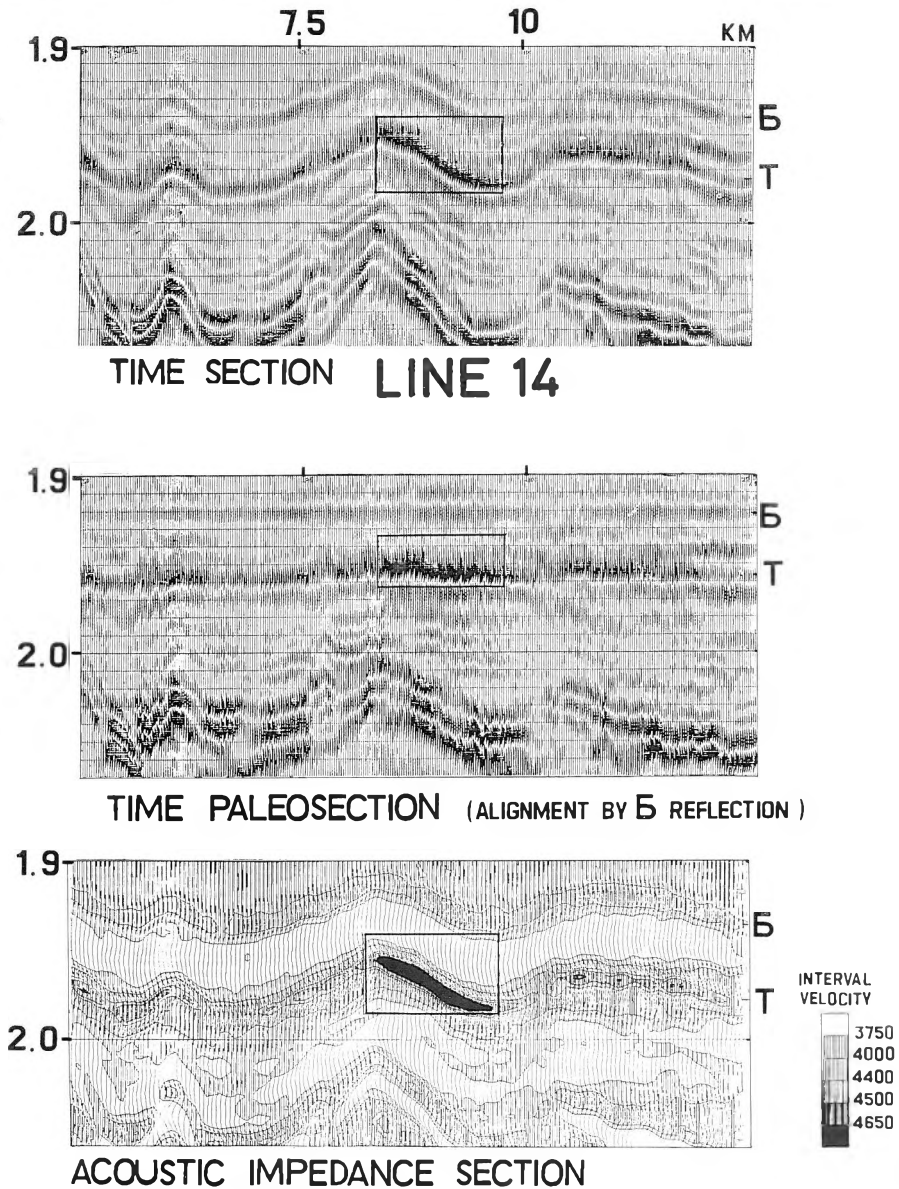 7.5 10 KM
1.9
Б
Т
2.0
TIME SECTION LINE 14
1.9
Б
Т
2.0
TIME PALEOSECTION (ALIGNMENT BY Б REFLECTION)
1.9
Б
Т
2.0
INTERVAL
VELOCITY
3750
4000
4400
4500
4650
ACOUSTIC IMPEDANCE SECTION